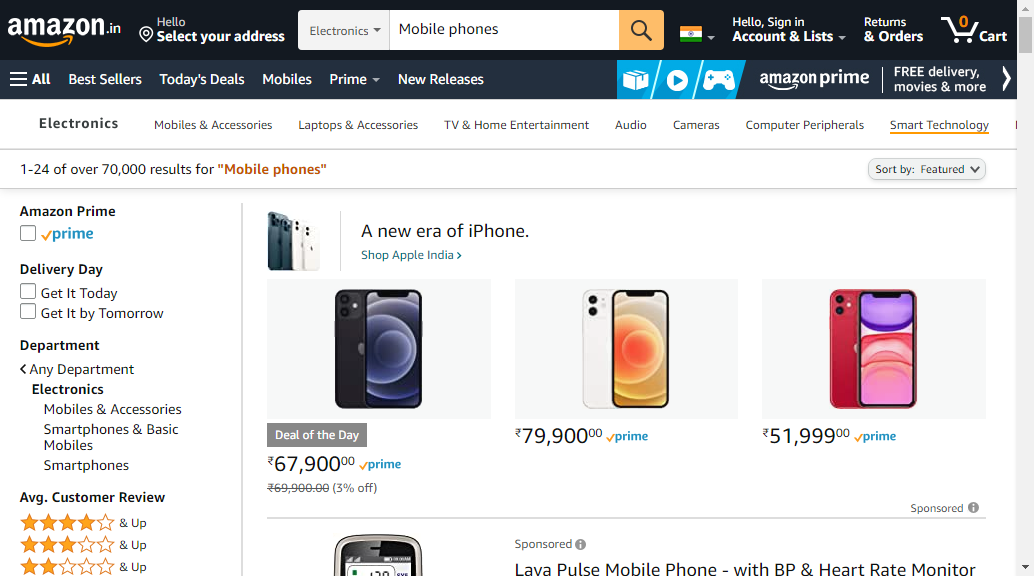 amazon.in
Hello
Select your address
Electronics
Mobile phones
Hello, Sign in
Account & Lists
Returns
& Orders
0
Cart
All
Best Sellers
Today's Deals
Mobiles
Prime
New Releases
amazon prime
FREE delivery,
movies & more
Electronics
Mobiles & Accessories
Laptops & Accessories
TV & Home Entertainment
Audio
Cameras
Computer Peripherals
Smart Technology
1-24 of over 70,000 results for "Mobile phones"
Sort by: Featured
Amazon Prime
prime
Delivery Day
Get It Today
Get It by Tomorrow
Department
Any Department
Electronics
Mobiles & Accessories
Smartphones & Basic
Mobiles
Smartphones
Avg. Customer Review
& Up
& Up
& Up
A new era of iPhone.
Shop Apple India ›
Deal of the Day
₹67,90000 prime
₹69,900.00 (3% off)
₹79,90000 prime
₹51,99900 prime
Sponsored
Sponsored
Lava Pulse Mobile Phone - with BP & Heart Rate Monitor